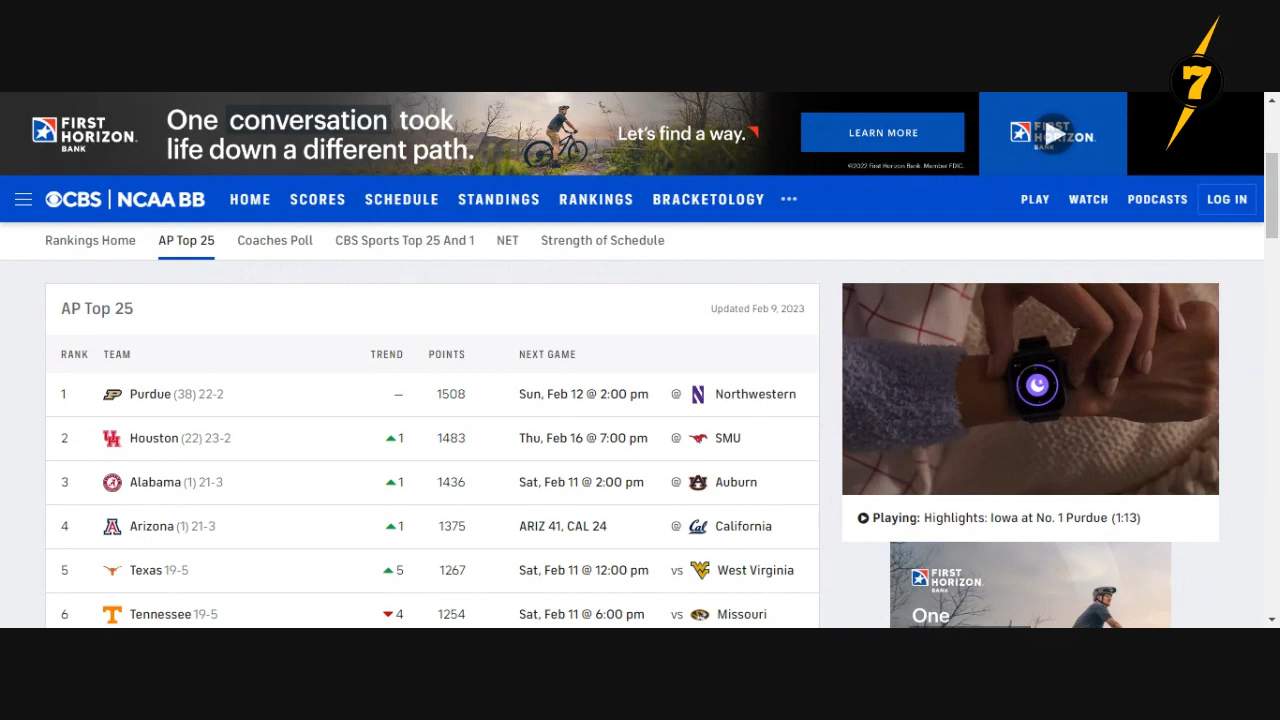 7
FIRST
HORIZON.
BANK
One conversation took
life down a different path.
Let's find a way.
LEARN MORE
©2022 First Horizon Bank. Member FDIC.
FIRST
HORIZON.
BANK
CBS | NCAA BB HOME SCORES SCHEDULE STANDINGS RANKINGS BRACKETOLOGY ••• PLAY WATCH PODCASTS LOG IN
Rankings Home AP Top 25 Coaches Poll CBS Sports Top 25 And 1 NET Strength of Schedule
AP Top 25 Updated Feb 9, 2023
RANK TEAM TREND POINTS NEXT GAME
1 Purdue (38) 22-2 — 1508 Sun, Feb 12 @ 2:00 pm @ Northwestern
2 Houston (22) 23-2 1 1483 Thu, Feb 16 @ 7:00 pm @ SMU
3 Alabama (1) 21-3 1 1436 Sat, Feb 11 @ 2:00 pm @ Auburn
4 Arizona (1) 21-3 1 1375 ARIZ 41, CAL 24 @ Cal California
5 Texas 19-5 5 1267 Sat, Feb 11 @ 12:00 pm vs West Virginia
6 Tennessee 19-5 4 1254 Sat, Feb 11 @ 6:00 pm vs Missouri
Playing: Highlights: Iowa at No. 1 Purdue (1:13)
FIRST
HORIZON.
BANK
One